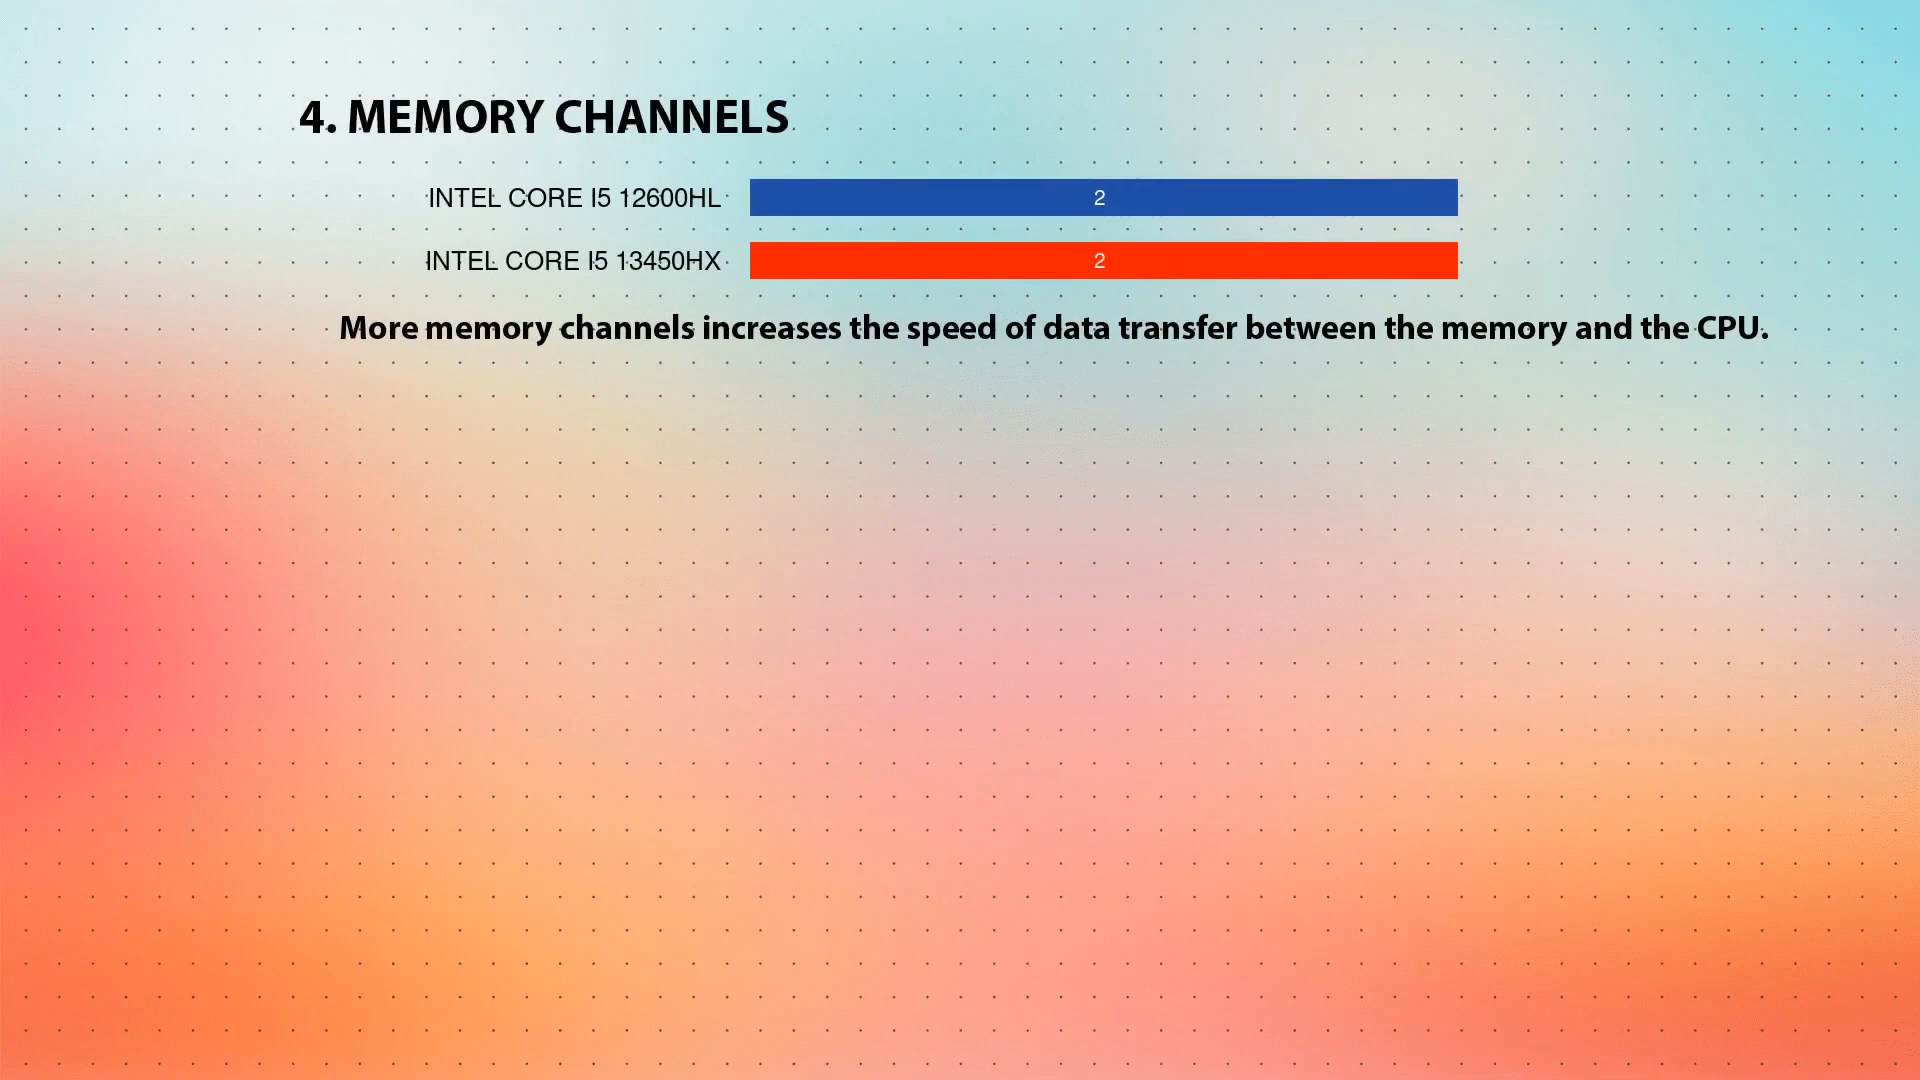 4. MEMORY CHANNELS
INTEL CORE I5 12600HL 2
INTEL CORE I5 13450HX 2
More memory channels increases the speed of data transfer between the memory and the CPU.